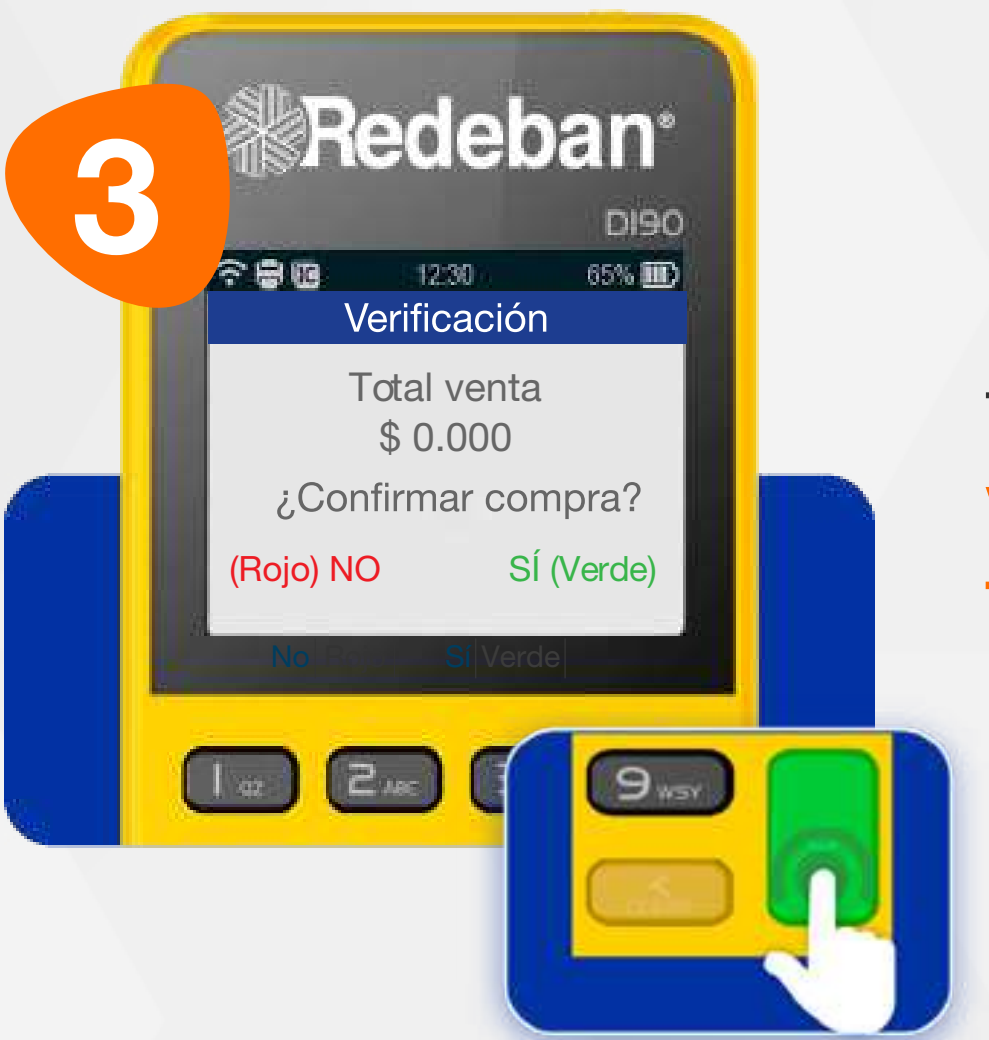 3
Redeban®
DI90
12:30 65%
Verificación
Total venta
$ 0.000
¿Confirmar compra?
(Rojo) NO SÍ (Verde)
No Sí Verde
1 QZ 2 ABC
9 WSY